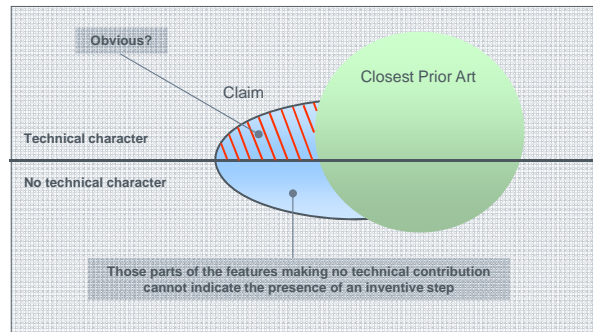 Obvious?
Closest Prior Art
Claim
Technical character
No technical character
Those parts of the features making no technical contribution
cannot indicate the presence of an inventive step